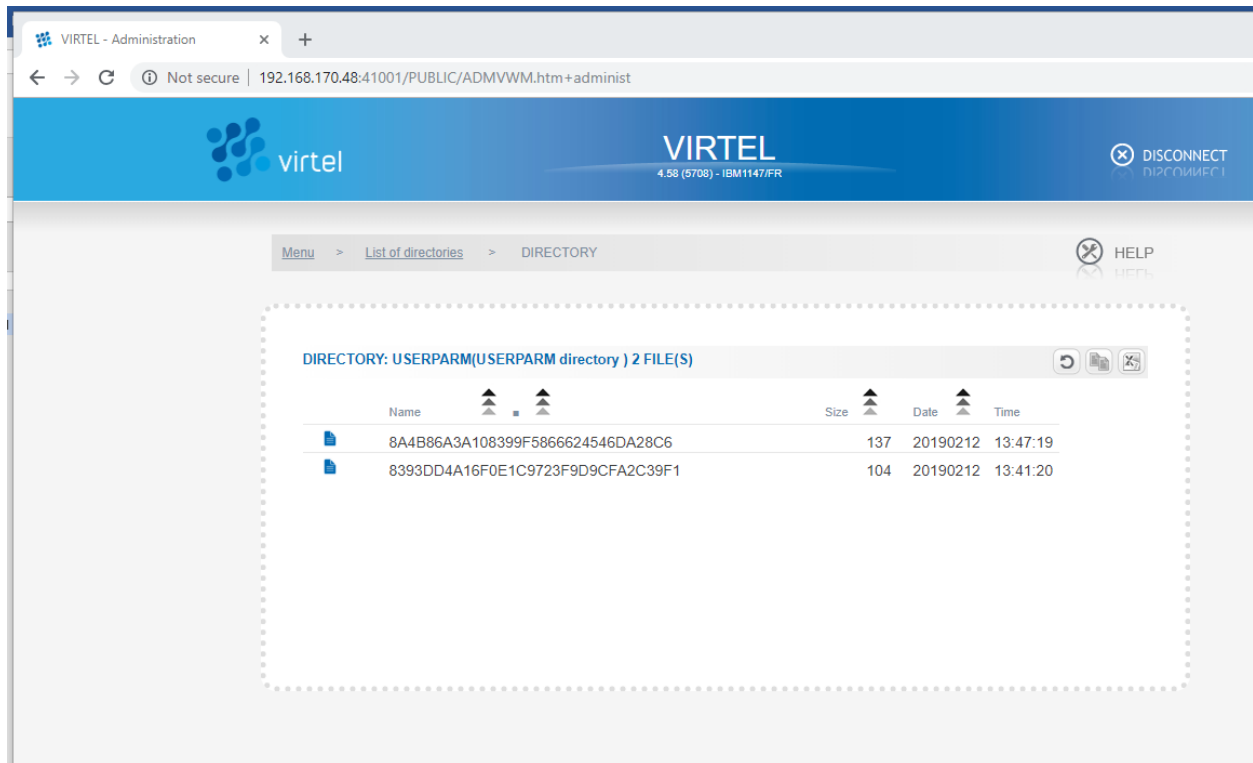 VIRTEL - Administration
Not secure | 192.168.170.48:41001/PUBLIC/ADMVWM.htm+administ
virtel
VIRTEL
4.58 (5708) - IBM1147/FR
DISCONNECT
Menu > List of directories > DIRECTORY
HELP
DIRECTORY: USERPARM(USERPARM directory ) 2 FILE(S)
Name Size Date Time
8A4B86A3A108399F5866624546DA28C6 137 20190212 13:47:19
8393DD4A16F0E1C9723F9D9CFA2C39F1 104 20190212 13:41:20